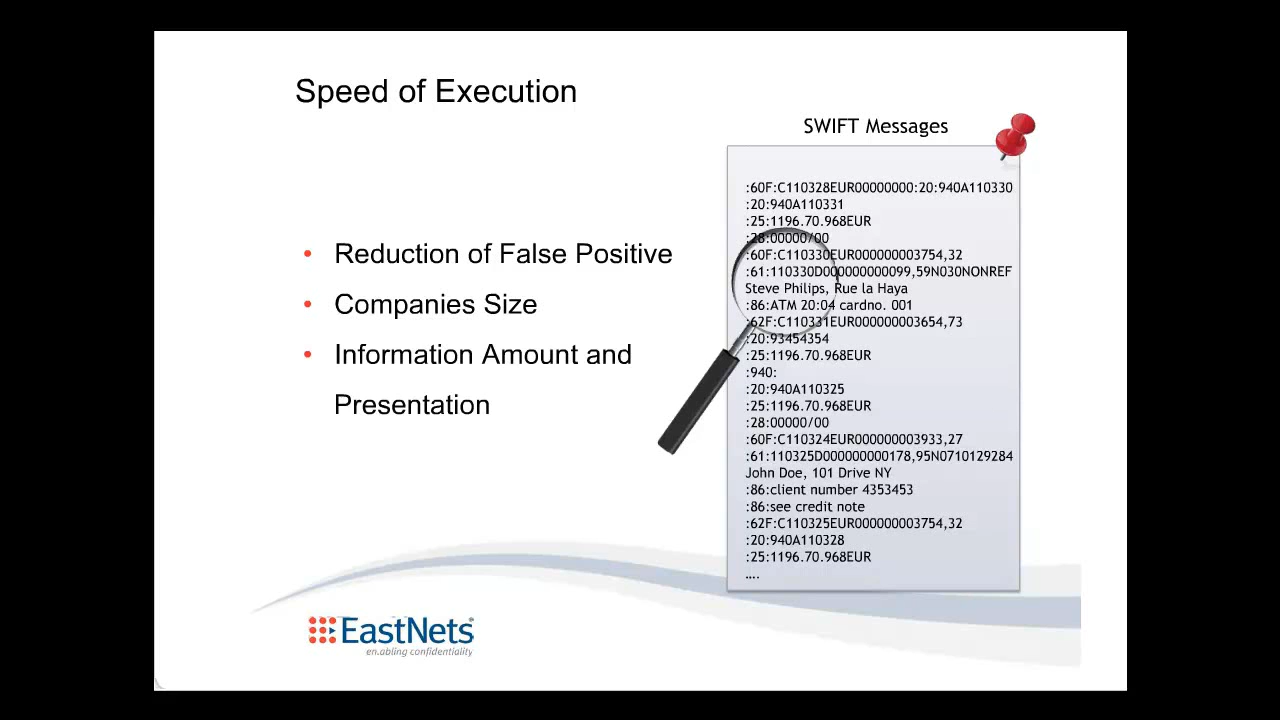 Speed of Execution
• Reduction of False Positive
• Companies Size
• Information Amount and
Presentation
SWIFT Messages
:60F:C110328EUR00000000:20:940A110330
:20:940A110331
:25:1196.70.968EUR
:28:00000/00
:60F:C110330EUR000000003754,32
:61:110330D000000000099,59N030NONREF
Steve Philips, Rue la Haya
:86:ATM 20:04 cardno. 001
:62F:C110331EUR000000003654,73
:20:93454354
:25:1196.70.968EUR
:940:
:20:940A110325
:25:1196.70.968EUR
:28:00000/00
:60F:C110324EUR000000003933,27
:61:110325D000000000178,95N0710129284
John Doe, 101 Drive NY
:86:client number 4353453
:86:see credit note
:62F:C110325EUR000000003754,32
:20:940A110328
:25:1196.70.968EUR
....
EastNets®
en.abling confidentiality